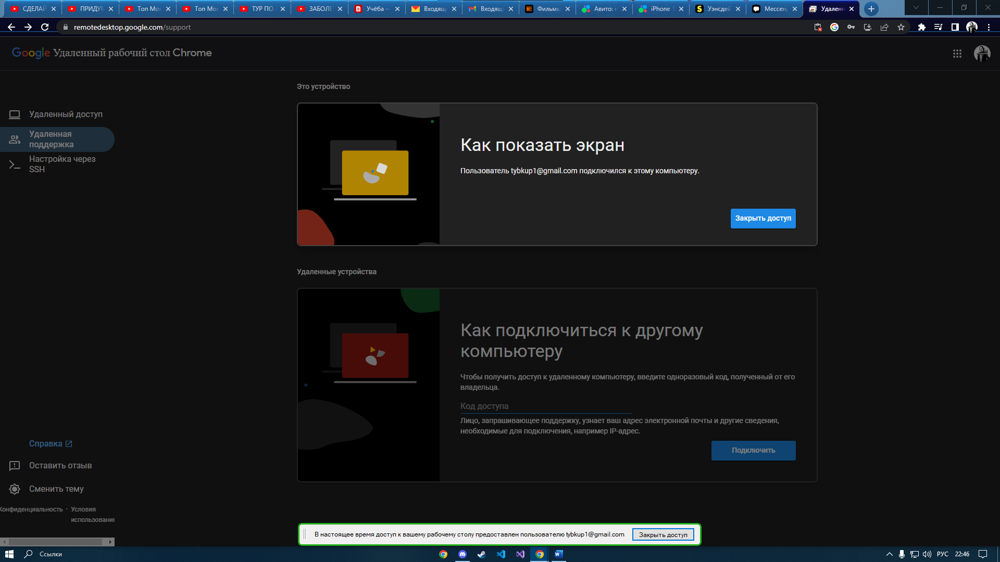 СДЕЛАЙ
ПРИДУМ
Топ Мо
Топ Мо
ТУР ПО
ЗАБОЛЕ
Учёба —
Входящи
Входящи
Фильмы
Авито: н
iPhone 1
Уэнсдей
Мессенд
Удаленн
remotedesktop.google.com/support
Google Удаленный рабочий стол Chrome
Это устройство
Удаленный доступ
Удаленная
поддержка
Настройка через
SSH
Как показать экран
Пользователь tybkup1@gmail.com подключился к этому компьютеру.
Закрыть доступ
Удаленные устройства
Как подключиться к другому
компьютеру
Чтобы получить доступ к удаленному компьютеру, введите одноразовый код, полученный от его
владельца.
Код доступа
Лицо, запрашивающее поддержку, узнает ваш адрес электронной почты и другие сведения,
необходимые для подключения, например IP-адрес.
Подключить
Справка
Оставить отзыв
Сменить тему
Конфиденциальность · Условия
использования
В настоящее время доступ к вашему рабочему столу предоставлен пользователю tybkup1@gmail.com
Закрыть доступ
Ссылки
РУС
22:46